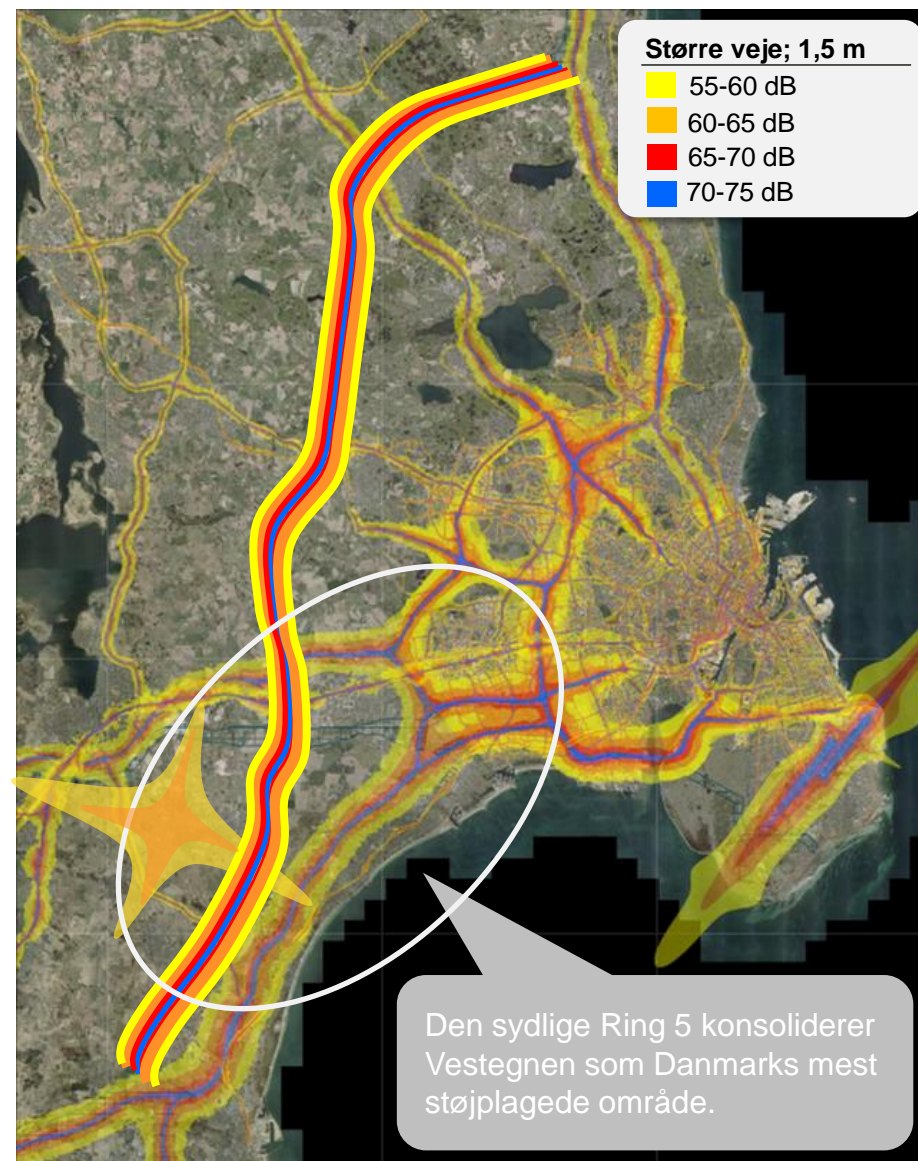 Større veje; 1,5 m
55-60 dB
60-65 dB
65-70 dB
70-75 dB
Den sydlige Ring 5 konsoliderer
Vestegnen som Danmarks mest
støjplagede område.